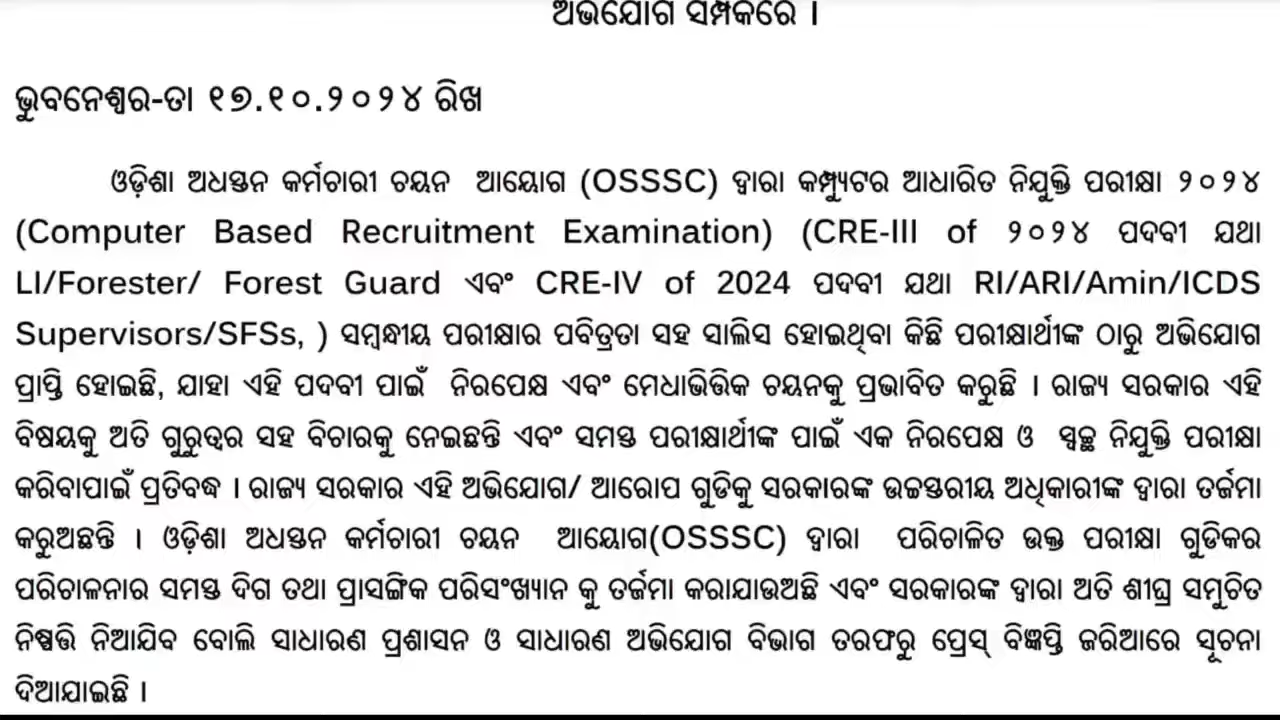 ଅଭିଯୋଗ ସମ୍ପର୍କରେ ।
ଭୁବନେଶ୍ୱର-ତା ୧୭.୧୦.୨୦୨୪ ରିଖ
ଓଡ଼ିଶା ଅଧସ୍ତନ କର୍ମଚାରୀ ଚୟନ ଆୟୋଗ (OSSSC) ଦ୍ୱାରା କମ୍ପ୍ୟୁଟର ଆଧାରିତ ନିଯୁକ୍ତି ପରୀକ୍ଷା ୨୦୨୪
(Computer Based Recruitment Examination) (CRE-III of ୨୦୨୪ ପଦବୀ ଯଥା
LI/Forester/ Forest Guard ଏବଂ CRE-IV of 2024 ପଦବୀ ଯଥା RI/ARI/Amin/ICDS
Supervisors/SFSs, ) ସମ୍ବନ୍ଧୀୟ ପରୀକ୍ଷାର ପବିତ୍ରତା ସହ ସାଲିସ ହୋଇଥିବା କିଛି ପରୀକ୍ଷାର୍ଥୀଙ୍କ ଠାରୁ ଅଭିଯୋଗ
ପ୍ରାପ୍ତି ହୋଇଛି, ଯାହା ଏହି ପଦବୀ ପାଇଁ ନିରପେକ୍ଷ ଏବଂ ମେଧାଭିତ୍ତିକ ଚୟନକୁ ପ୍ରଭାବିତ କରୁଛି । ରାଜ୍ୟ ସରକାର ଏହି
ବିଷୟକୁ ଅତି ଗୁରୁତ୍ୱର ସହ ବିଚାରକୁ ନେଇଛନ୍ତି ଏବଂ ସମସ୍ତ ପରୀକ୍ଷାର୍ଥୀଙ୍କ ପାଇଁ ଏକ ନିରପେକ୍ଷ ଓ ସ୍ୱଚ୍ଛ ନିଯୁକ୍ତି ପରୀକ୍ଷା
କରିବାପାଇଁ ପ୍ରତିବଦ୍ଧ । ରାଜ୍ୟ ସରକାର ଏହି ଅଭିଯୋଗ/ ଆରୋପ ଗୁଡିକୁ ସରକାରଙ୍କ ଉଚ୍ଚସ୍ତରୀୟ ଅଧିକାରୀଙ୍କ ଦ୍ୱାରା ତର୍ଜମା
କରୁଅଛନ୍ତି । ଓଡ଼ିଶା ଅଧସ୍ତନ କର୍ମଚାରୀ ଚୟନ ଆୟୋଗ(OSSSC) ଦ୍ୱାରା ପରିଚାଳିତ ଉକ୍ତ ପରୀକ୍ଷା ଗୁଡିକର
ପରିଚାଳନାର ସମସ୍ତ ଦିଗ ତଥା ପ୍ରାସଙ୍ଗିକ ପରିସଂଖ୍ୟାନ କୁ ତର୍ଜମା କରାଯାଉଅଛି ଏବଂ ସରକାରଙ୍କ ଦ୍ୱାରା ଅତି ଶୀଘ୍ର ସମୁଚିତ
ନିଷ୍ପତ୍ତି ନିଆଯିବ ବୋଲି ସାଧାରଣ ପ୍ରଶାସନ ଓ ସାଧାରଣ ଅଭିଯୋଗ ବିଭାଗ ତରଫରୁ ପ୍ରେସ୍ ବିଜ୍ଞପ୍ତି ଜରିଆରେ ସୂଚନା
ଦିଆଯାଇଛି ।